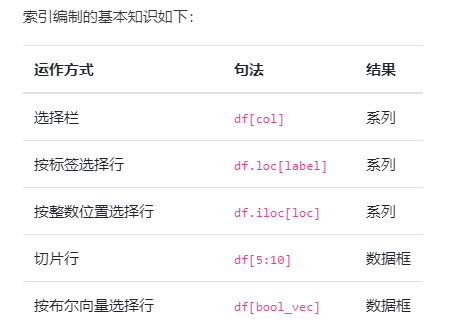 索引编制的基本知识如下：
运作方式 句法 结果
选择栏 df[col] 系列
按标签选择行 df.loc[label] 系列
按整数位置选择行 df.iloc[loc] 系列
切片行 df[5:10] 数据框
按布尔向量选择行 df[bool_vec] 数据框